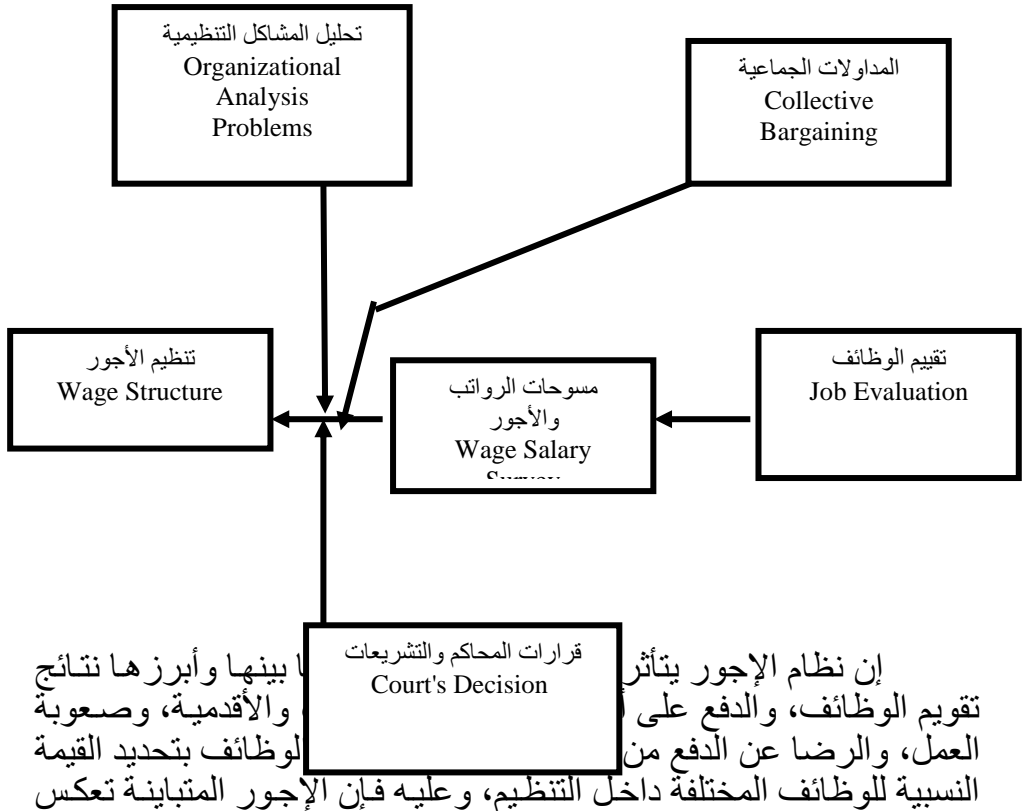 تحليل المشاكل التنظيمية
Organizational
Analysis
Problems
المداولات الجماعية
Collective
Bargaining
تنظيم الأجور
Wage Structure
مسوحات الرواتب
والأجور
Wage Salary
تقييم الوظائف
Job Evaluation
قرارات المحاكم والتشريعات
Court's Decision
إن نظام الإجور يتأثر بينها وأبرزها نتائج
تقويم الوظائف، والدفع على والأقدمية، وصعوبة
العمل، والرضا عن الدفع من بتحديد القيمة
النسبية للوظائف المختلفة داخل التنظيم، وعليه فإن الإجور المتباينة تعكس